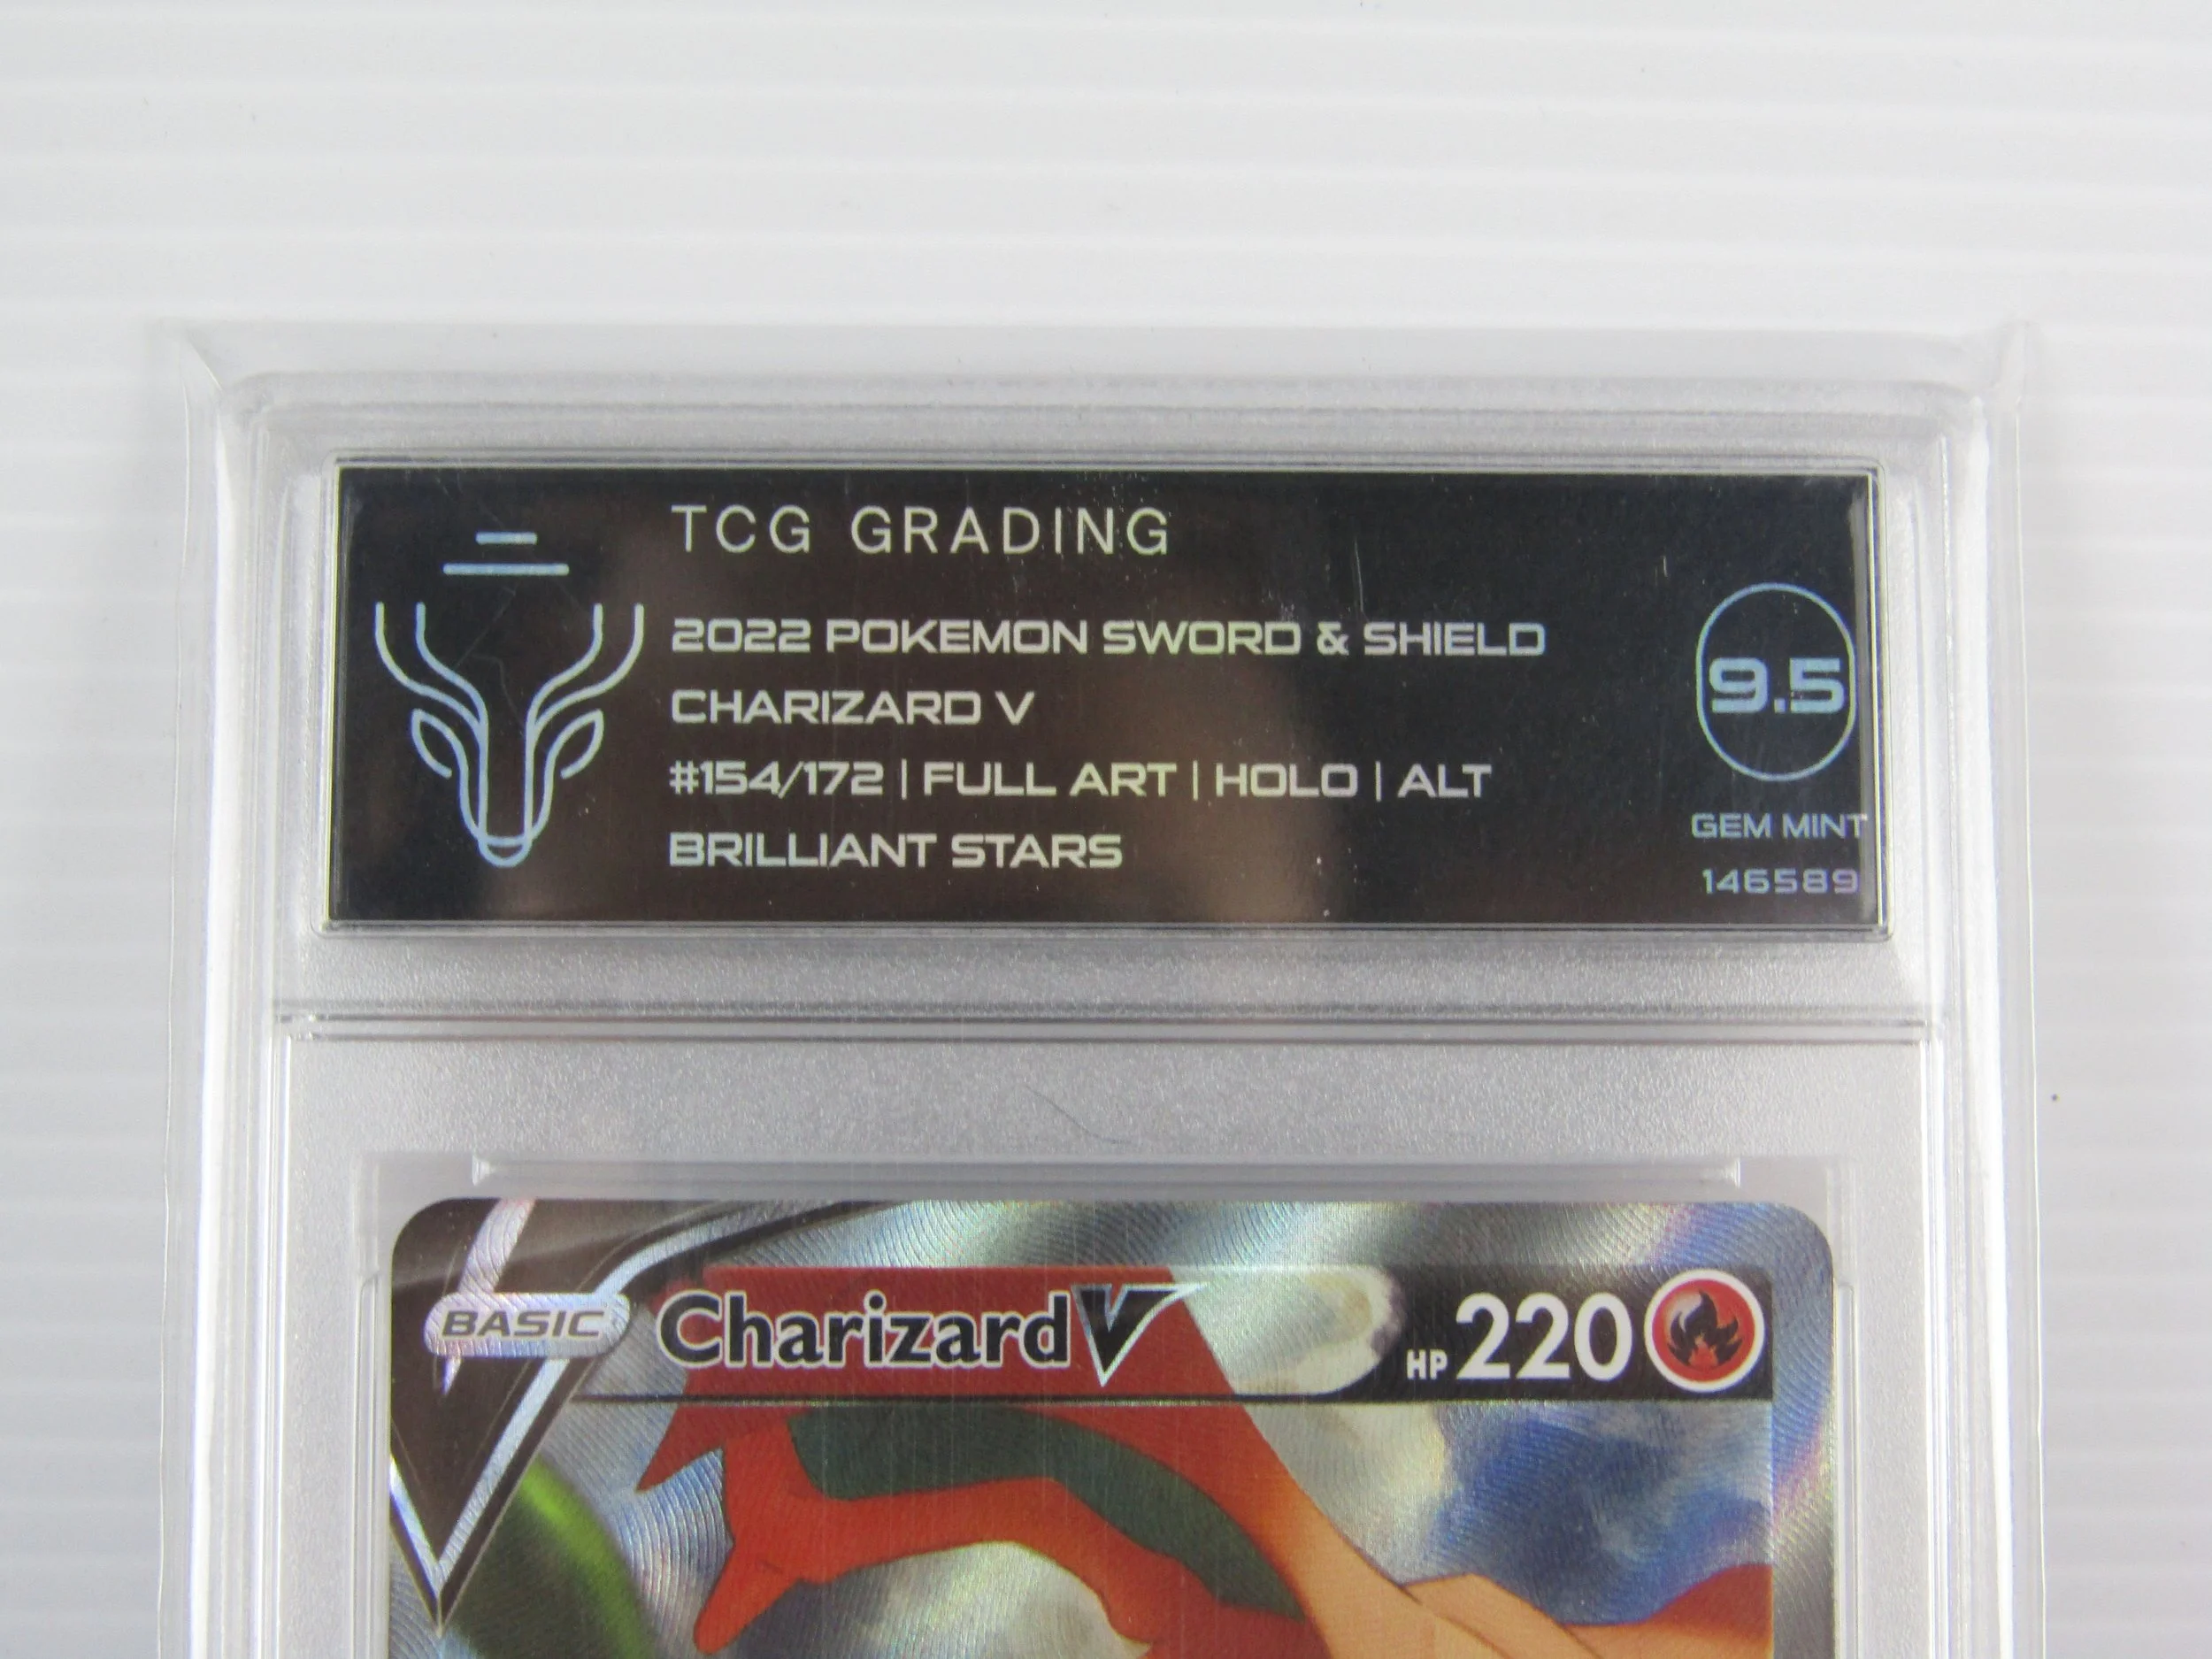 TCG GRADING
2022 POKEMON SWORD & SHIELD
CHARIZARD V
#154/172 | FULL ART | HOLO | ALT
BRILLIANT STARS
9.5
GEM MINT
146589
BASIC Charizard V HP 220